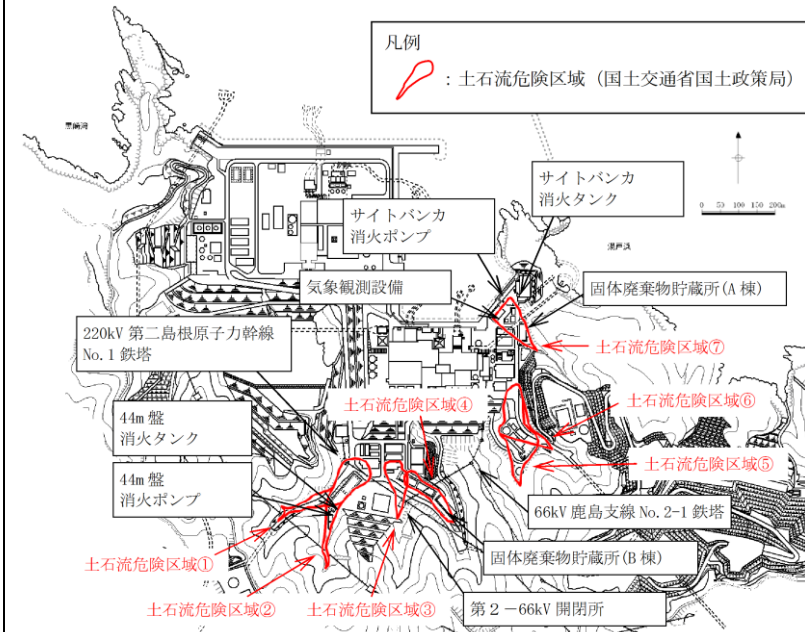 凡例
：土石流危険区域（国土交通省国土政策局）
サイトバンカ
消火タンク
0 50 100 150 200m
サイトバンカ
消火ポンプ
気象観測設備
固体廃棄物貯蔵所(A棟)
220kV 第二島根原子力幹線
No.1 鉄塔
土石流危険区域⑦
44m盤
消火タンク
土石流危険区域④
土石流危険区域⑥
土石流危険区域⑤
44m盤
消火ポンプ
66kV 鹿島支線 No.2-1 鉄塔
土石流危険区域①
固体廃棄物貯蔵所(B棟)
土石流危険区域②
土石流危険区域③
第２－66kV 開閉所